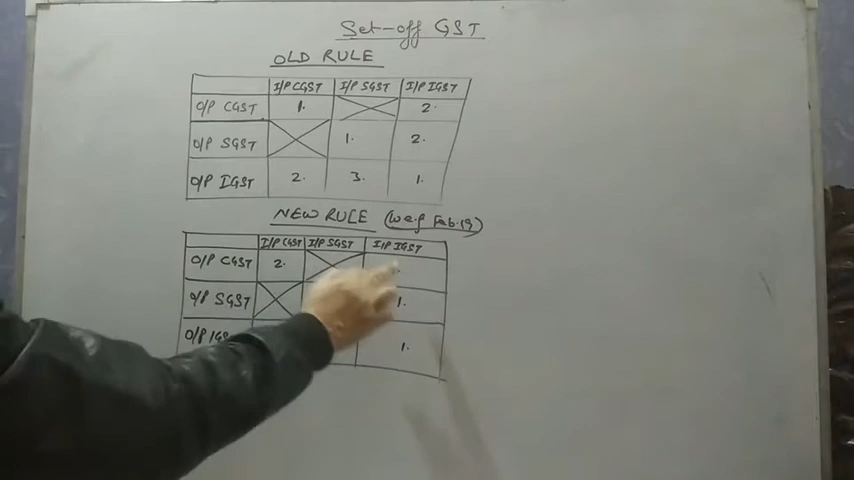 Set-off GST
OLD RULE
I/P CGST I/P SGST I/P IGST
O/P CGST 1. 2.
O/P SGST 1. 2.
O/P IGST 2. 3. 1.
NEW RULE (w.e.f Feb.19)
I/P CGST I/P SGST I/P IGST
O/P CGST 2.
O/P SGST 1.
O/P 1.